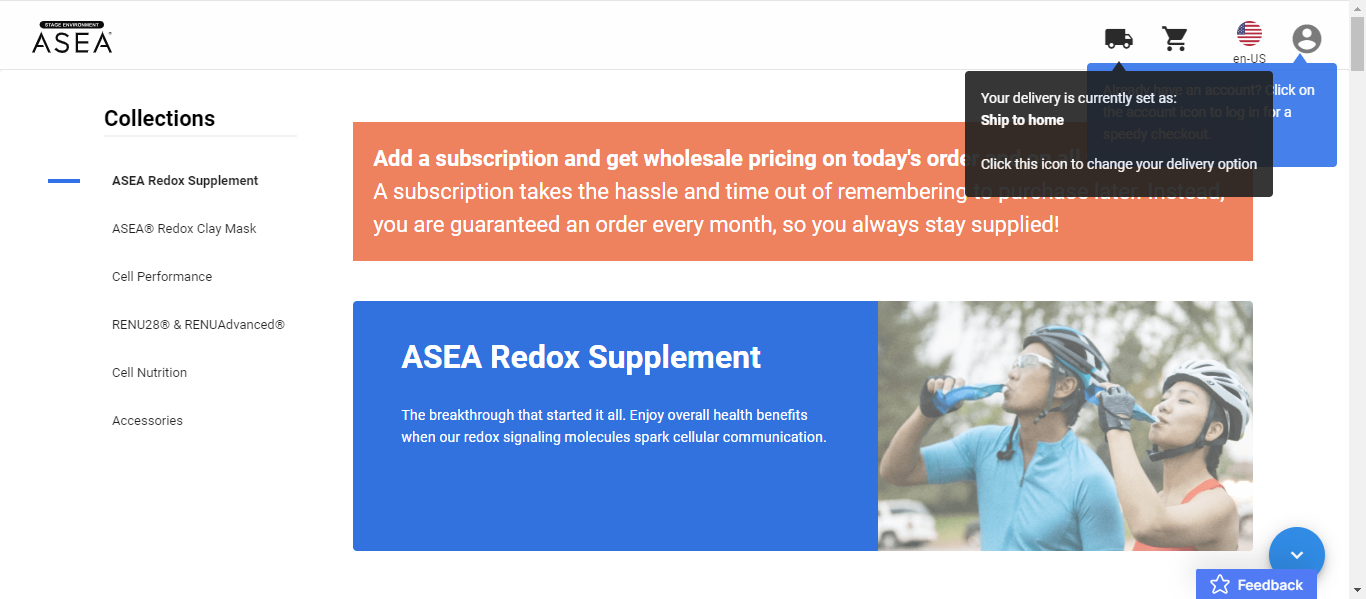 STAGE ENVIRONMENT
ASEA
en-US
Already have an account? Click on
the account icon to log in for a
speedy checkout.
Your delivery is currently set as:
Ship to home
Click this icon to change your delivery option
Collections
ASEA Redox Supplement
ASEA® Redox Clay Mask
Cell Performance
RENU28® & RENUAdvanced®
Cell Nutrition
Accessories
Add a subscription and get wholesale pricing on today's order
A subscription takes the hassle and time out of remembering to purchase later. Instead,
you are guaranteed an order every month, so you always stay supplied!
ASEA Redox Supplement
The breakthrough that started it all. Enjoy overall health benefits
when our redox signaling molecules spark cellular communication.
Feedback